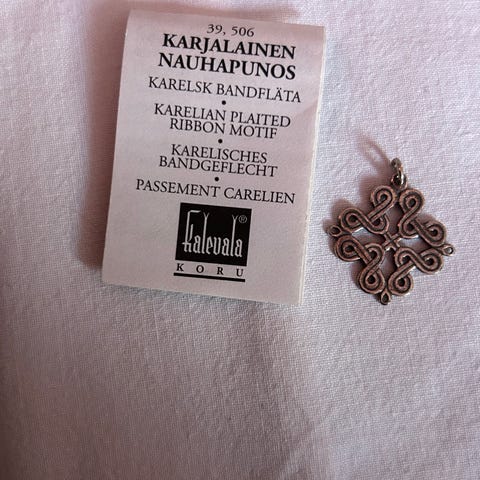 39, 506
KARJALAINEN
NAUHAPUNOS
KARELSK BANDFLÄTA
•
KARELIAN PLAITED
RIBBON MOTIF
•
KARELISCHES
BANDGEFLECHT
•
PASSEMENT CARELIEN
Kalevala ®
KORU